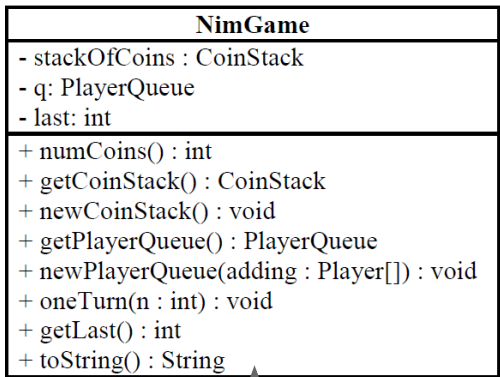 NimGame
- stackOfCoins : CoinStack
- q: PlayerQueue
- last: int
+ numCoins() : int
+ getCoinStack() : CoinStack
+ newCoinStack() : void
+ getPlayerQueue() : PlayerQueue
+ newPlayerQueue(adding : Player[]) : void
+ oneTurn(n : int) : void
+ getLast() : int
+ toString() : String